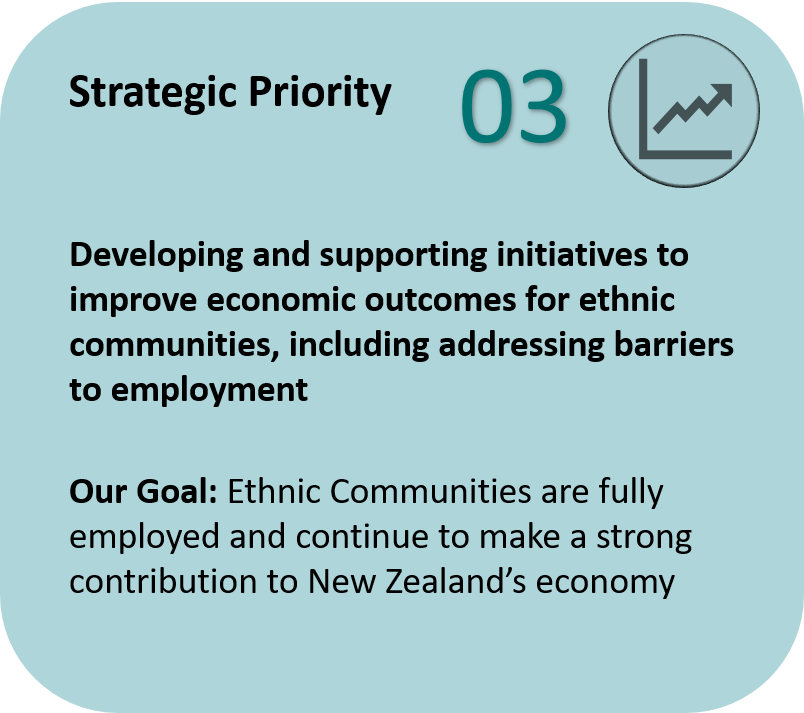 Strategic Priority 03
Developing and supporting initiatives to
improve economic outcomes for ethnic
communities, including addressing barriers
to employment
Our Goal: Ethnic Communities are fully
employed and continue to make a strong
contribution to New Zealand’s economy